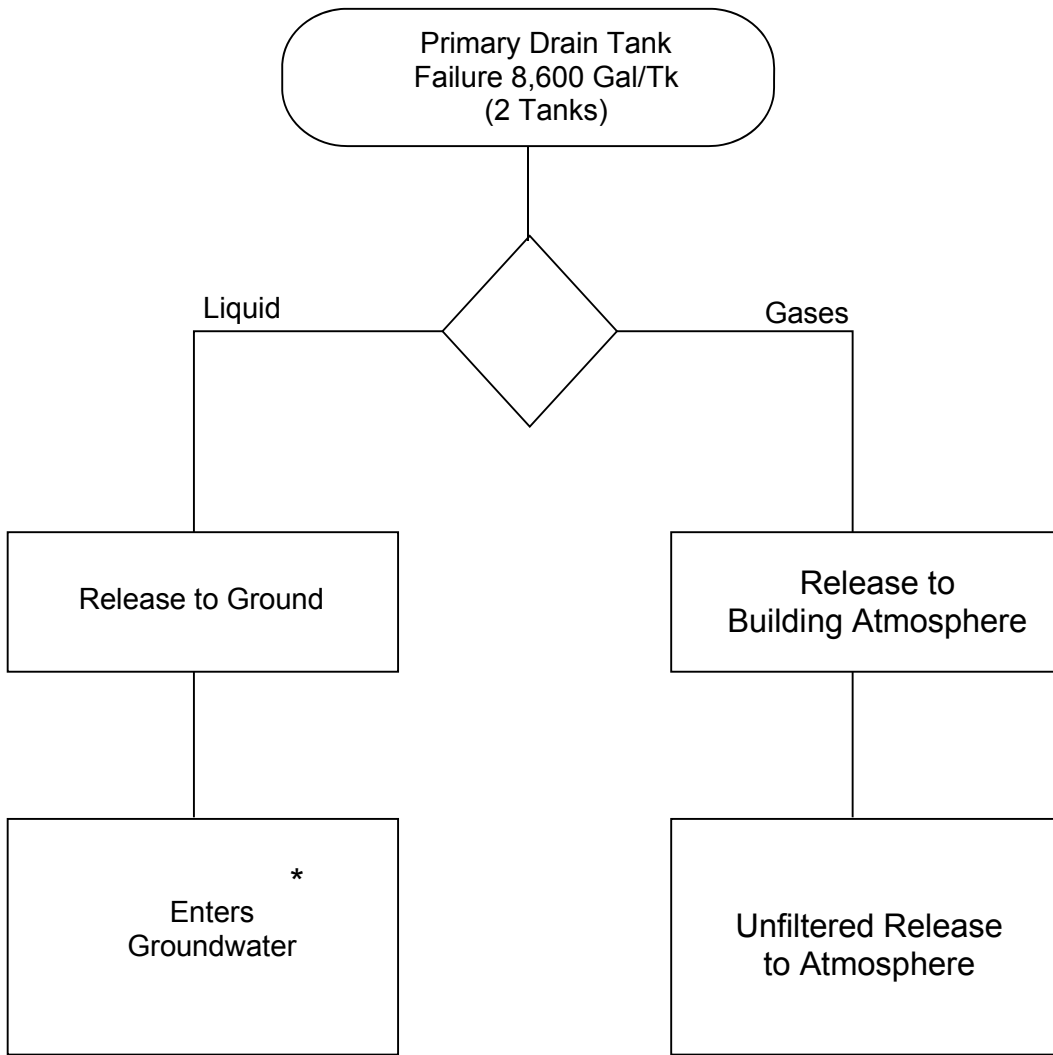 Primary Drain Tank
Failure 8,600 Gal/Tk
(2 Tanks)
Liquid
Gases
Release to Ground
Release to
Building Atmosphere
*
Enters
Groundwater
Unfiltered Release
to Atmosphere